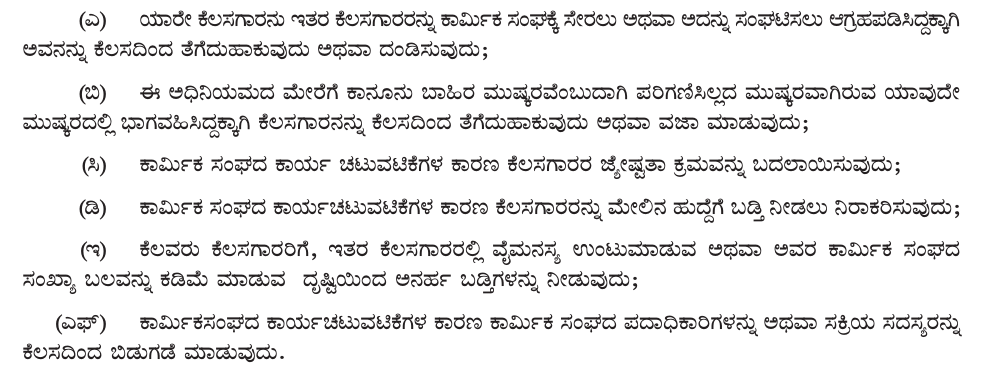 (ಎ) ಯಾರೇ ಕೆಲಸಗಾರನು ಇತರ ಕೆಲಸಗಾರರನ್ನು ಕಾರ್ಮಿಕ ಸಂಘಕ್ಕೆ ಸೇರಲು ಅಥವಾ ಅದನ್ನು ಸಂಘಟಿಸಲು ಆಗ್ರಹಪಡಿಸಿದ್ದಕ್ಕಾಗಿ
ಅವನನ್ನು ಕೆಲಸದಿಂದ ತೆಗೆದುಹಾಕುವುದು ಅಥವಾ ದಂಡಿಸುವುದು;
(ಬಿ) ಈ ಅಧಿನಿಯಮದ ಮೇರೆಗೆ ಕಾನೂನು ಬಾಹಿರ ಮುಷ್ಕರವೆಂಬುದಾಗಿ ಪರಿಗಣಿಸಿಲ್ಲದ ಮುಷ್ಕರವಾಗಿರುವ ಯಾವುದೇ
ಮುಷ್ಕರದಲ್ಲಿ ಭಾಗವಹಿಸಿದ್ದಕ್ಕಾಗಿ ಕೆಲಸಗಾರನನ್ನು ಕೆಲಸದಿಂದ ತೆಗೆದುಹಾಕುವುದು ಅಥವಾ ವಜಾ ಮಾಡುವುದು;
(ಸಿ) ಕಾರ್ಮಿಕ ಸಂಘದ ಕಾರ್ಯ ಚಟುವಟಿಕೆಗಳ ಕಾರಣ ಕೆಲಸಗಾರರ ಜ್ಯೇಷ್ಟತಾ ಕ್ರಮವನ್ನು ಬದಲಾಯಿಸುವುದು;
(ಡಿ) ಕಾರ್ಮಿಕ ಸಂಘದ ಕಾರ್ಯಚಟುವಟಿಕೆಗಳ ಕಾರಣ ಕೆಲಸಗಾರರನ್ನು ಮೇಲಿನ ಹುದ್ದೆಗೆ ಬಡ್ತಿ ನೀಡಲು ನಿರಾಕರಿಸುವುದು;
(ಇ) ಕೆಲವರು ಕೆಲಸಗಾರರಿಗೆ, ಇತರ ಕೆಲಸಗಾರರಲ್ಲಿ ವೈಮನಸ್ಯ ಉಂಟುಮಾಡುವ ಅಥವಾ ಅವರ ಕಾರ್ಮಿಕ ಸಂಘದ
ಸಂಖ್ಯಾ ಬಲವನ್ನು ಕಡಿಮೆ ಮಾಡುವ ದೃಷ್ಟಿಯಿಂದ ಅನರ್ಹ ಬಡ್ತಿಗಳನ್ನು ನೀಡುವುದು;
(ಎಫ್) ಕಾರ್ಮಿಕಸಂಘದ ಕಾರ್ಯಚಟುವಟಿಕೆಗಳ ಕಾರಣ ಕಾರ್ಮಿಕ ಸಂಘದ ಪದಾಧಿಕಾರಿಗಳನ್ನು ಅಥವಾ ಸಕ್ರಿಯ ಸದಸ್ಯರನ್ನು
ಕೆಲಸದಿಂದ ಬಿಡುಗಡೆ ಮಾಡುವುದು.